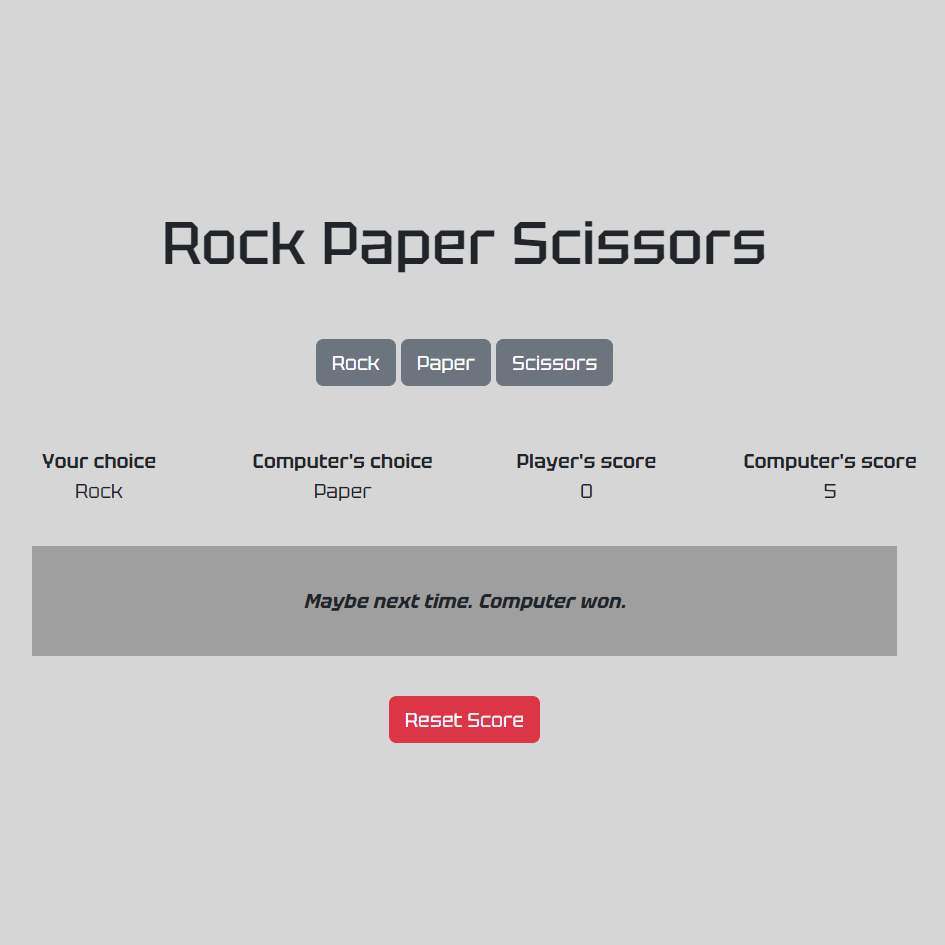 Rock Paper Scissors
Rock Paper Scissors
Your choice Computer's choice Player's score Computer's score
Rock Paper 0 5
Maybe next time. Computer won.
Reset Score